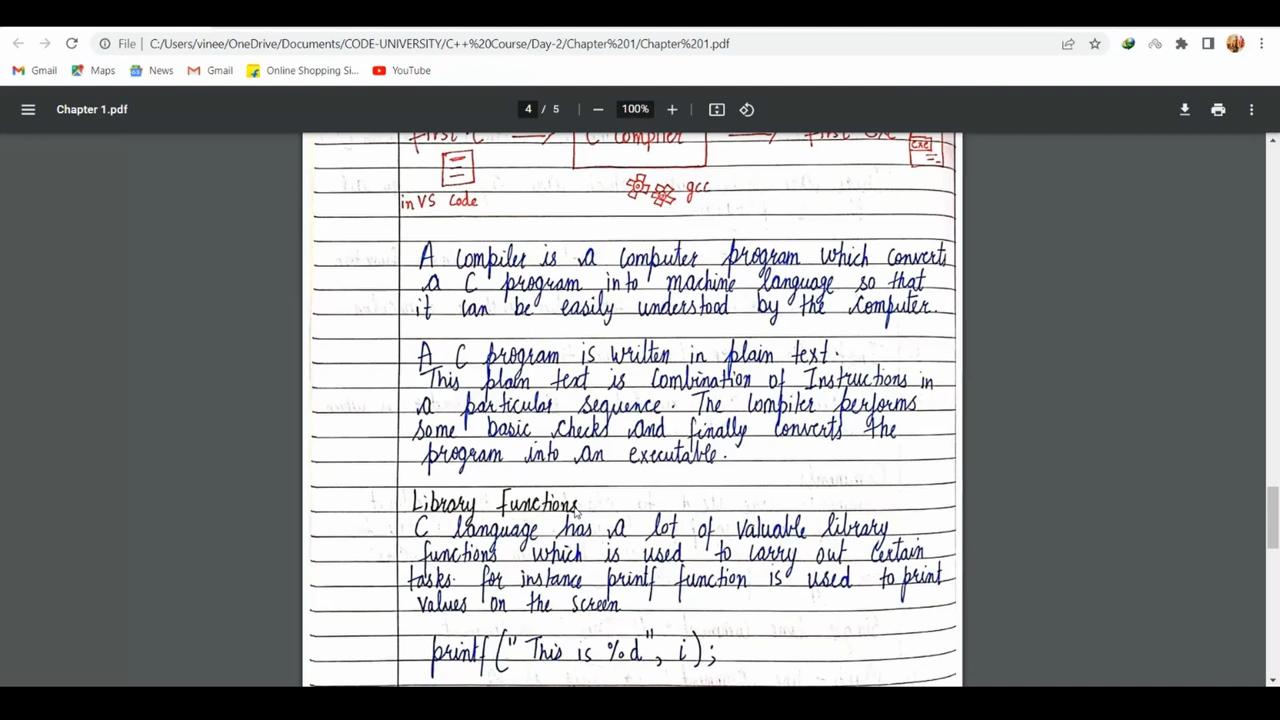 File C:/Users/vinee/OneDrive/Documents/CODE-UNIVERSITY/C++%20Course/Day-2/Chapter%201/Chapter%201.pdf
Gmail Maps News Gmail Online Shopping Si... YouTube
Chapter 1.pdf 4 / 5 100%
first.C C Compiler first.exe
exe
gcc
in VS Code
A compiler is a computer program which converts
a C program into machine language so that
it can be easily understood by the computer.
A C program is written in plain text.
This plain text is combination of Instructions in
a particular sequence. The compiler performs
some basic checks and finally converts the
program into an executable.
Library Functions
C language has a lot of valuable library
functions which is used to carry out certain
tasks. for instance printf function is used to print
values on the screen
printf (" This is %d", i);